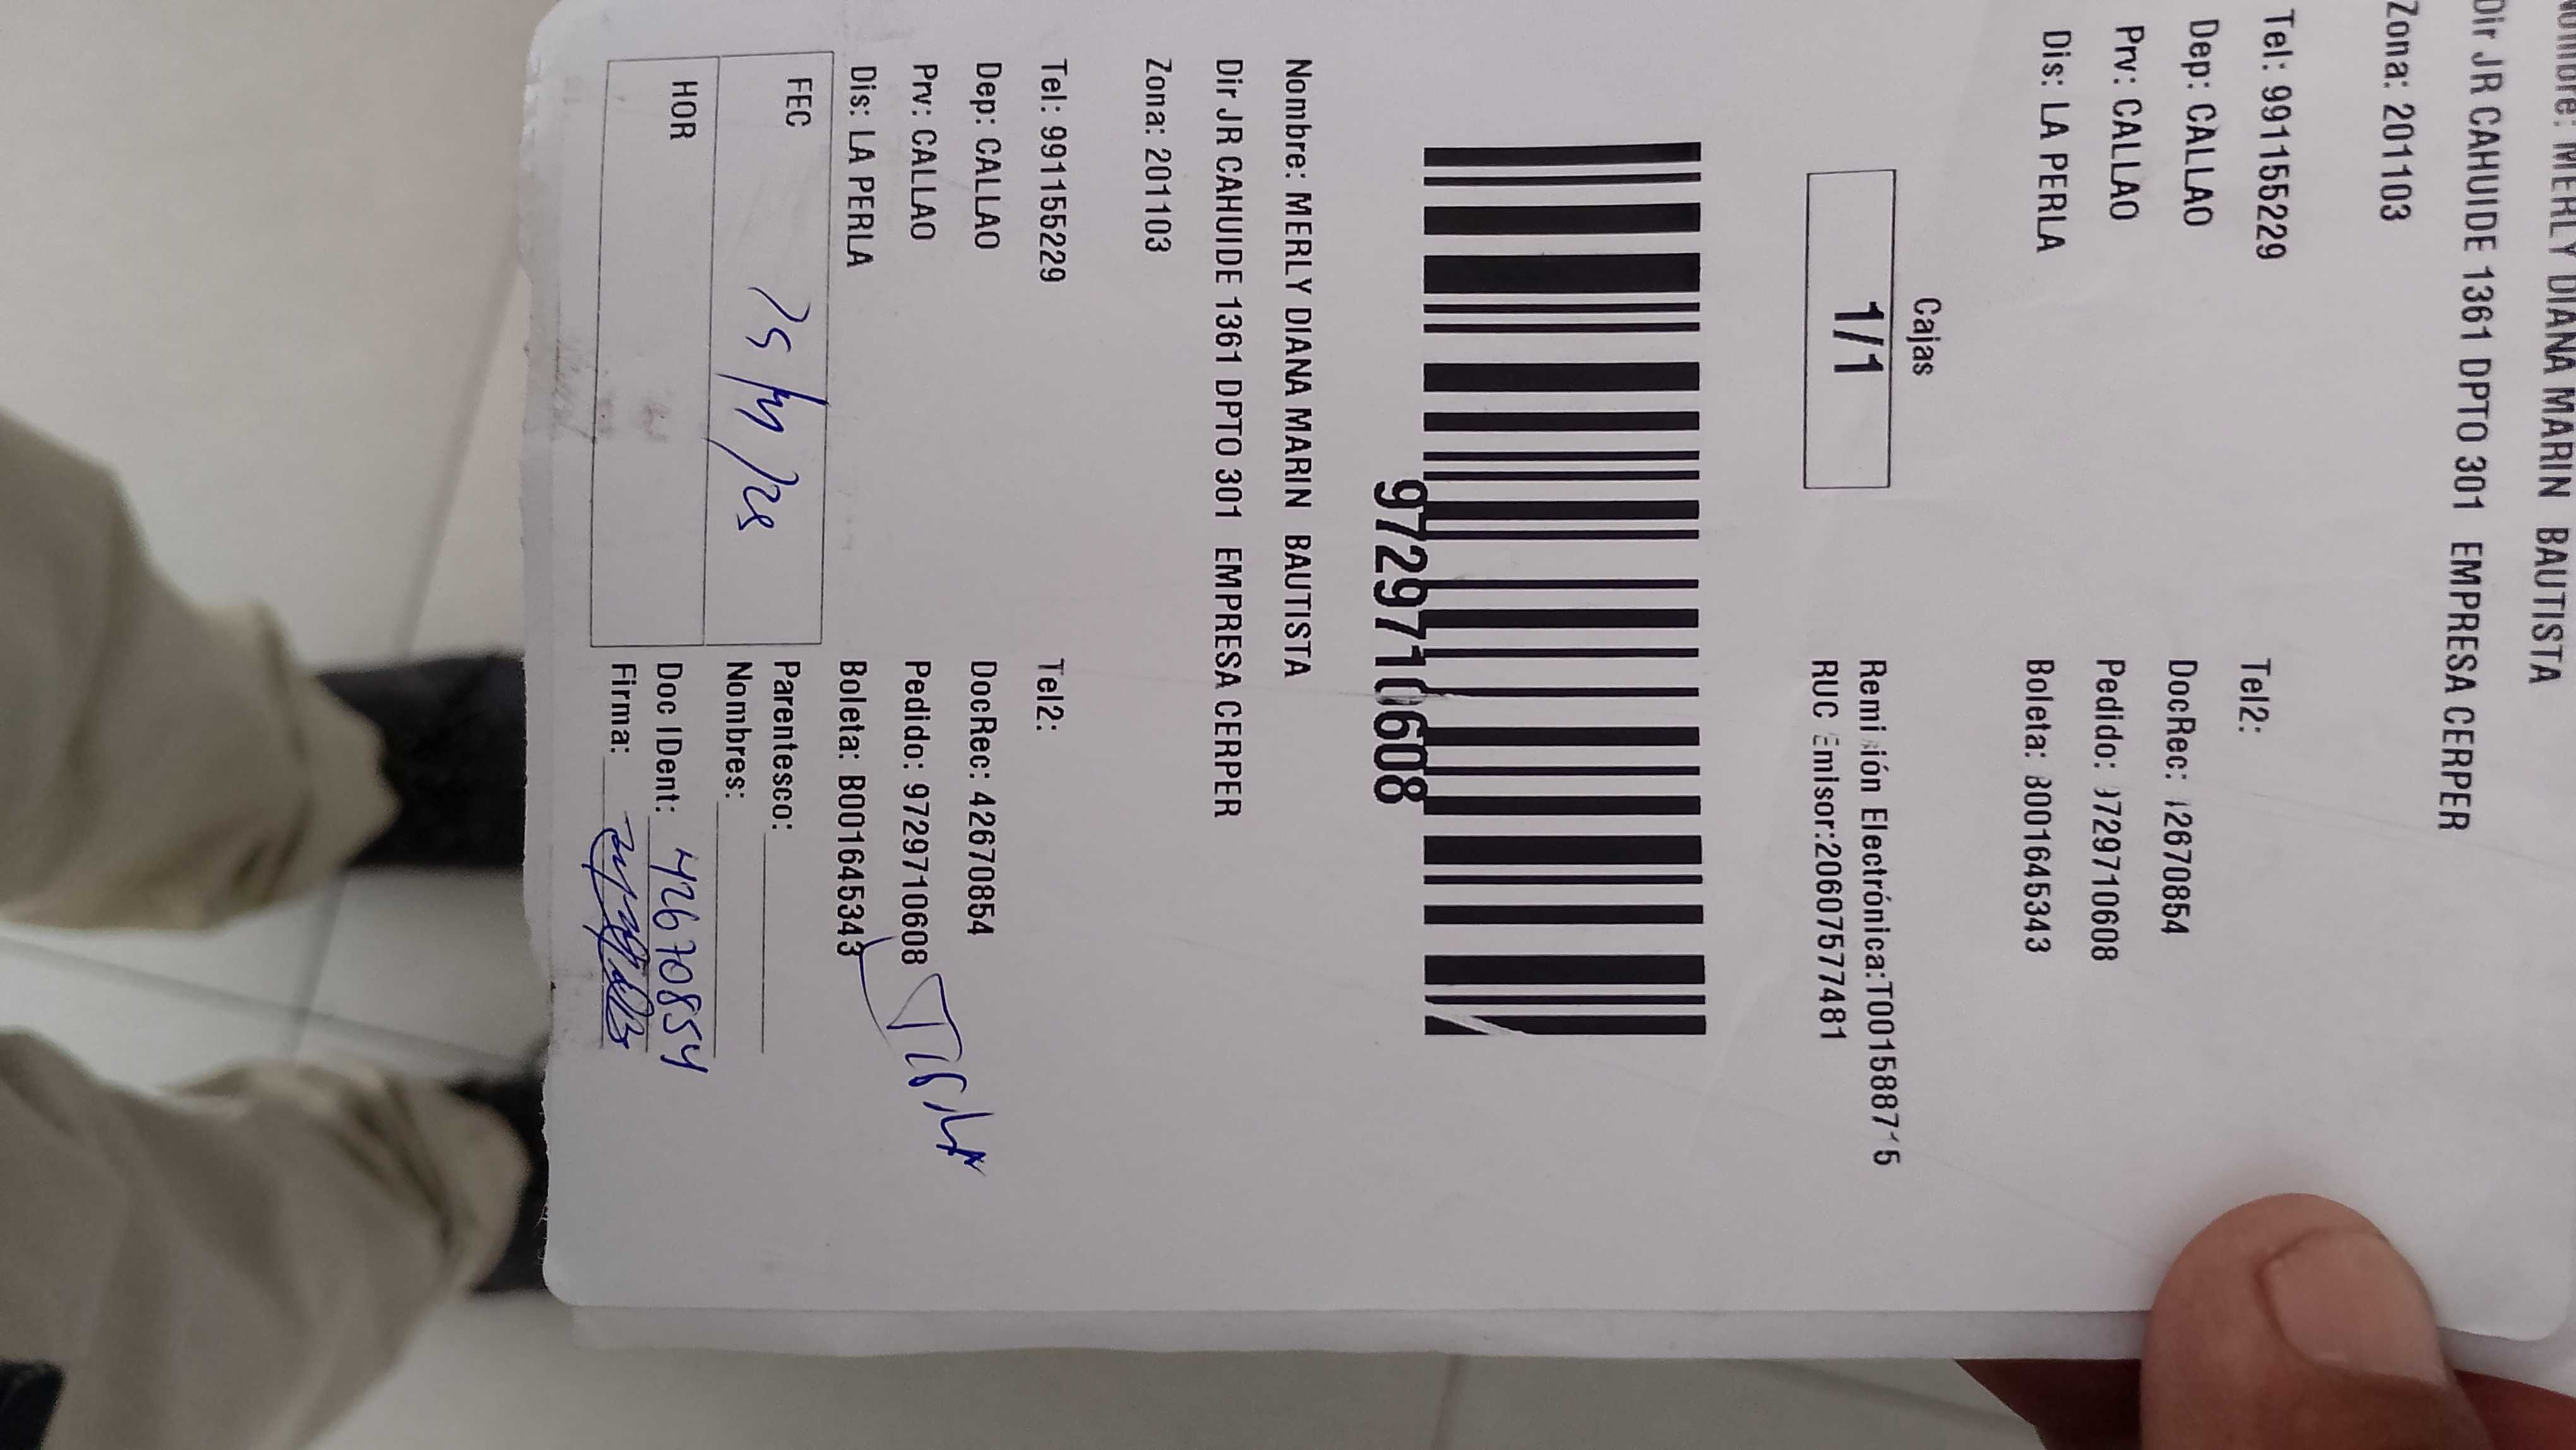 Nombre: MERLY DIANA MARIN BAUTISTA
Dir JR CAHUIDE 1361 DPTO 301 EMPRESA CERPER
Zona: 201103
Tel: 991155229 Tel2:
Dep: CALLAO DocRec: 42670854
Prv: CALLAO Pedido: 9729710608
Dis: LA PERLA Boleta: B001645343
Cajas
1/1
Remisión Electrónica:T001588715
RUC Emisor:20607577481
9729710608
Nombre: MERLY DIANA MARIN BAUTISTA
Dir JR CAHUIDE 1361 DPTO 301 EMPRESA CERPER
Zona: 201103
Tel: 991155229 Tel2:
Dep: CALLAO DocRec: 42670854
Prv: CALLAO Pedido: 9729710608
Dis: LA PERLA Boleta: B001645343
FEC
HOR
Parentesco:
Nombres:
Doc IDent: 42670854
Firma: